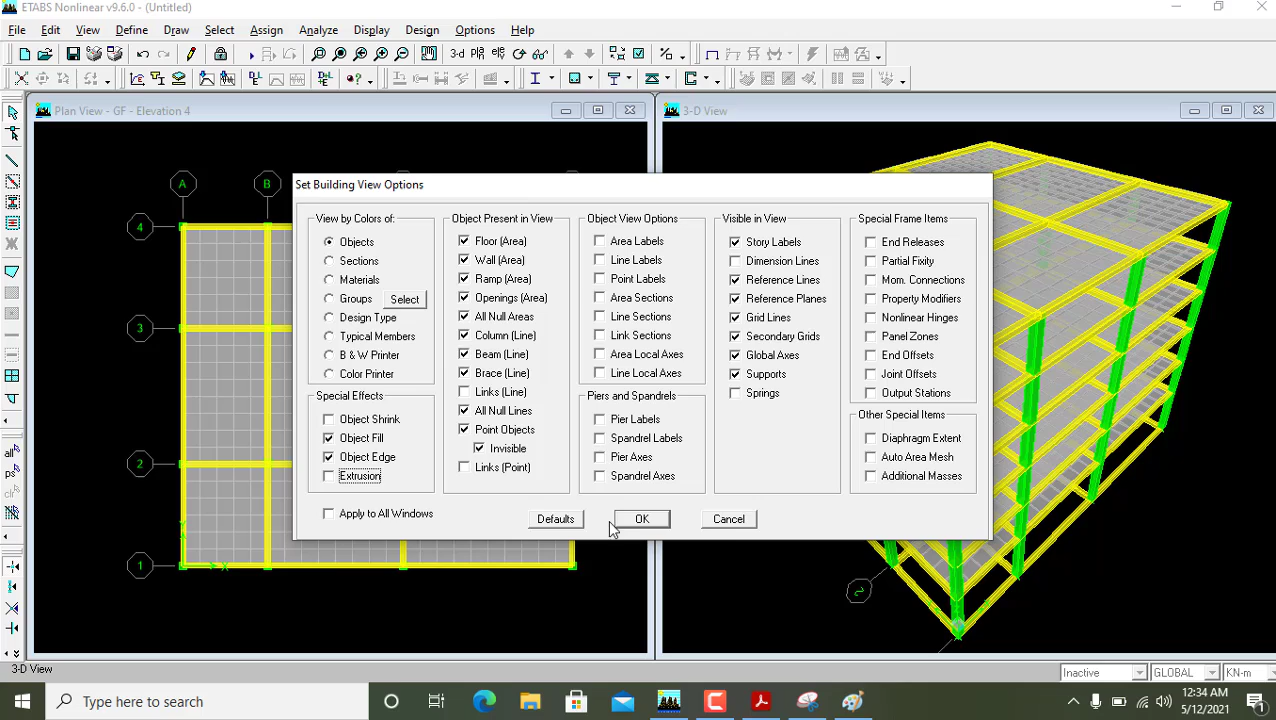 ETABS Nonlinear v9.6.0 - (Untitled)
File Edit View Define Draw Select Assign Analyze Display Design Options Help
3-d
Plan View - GF - Elevation 4
3-D View
A B
4
3
2
1
Y
X
2
Set Building View Options
View by Colors of:
Objects
Sections
Materials
Groups
Select
Design Type
Typical Members
B & W Printer
Color Printer
Special Effects
Object Shrink
Object Fill
Object Edge
Extrusion
Apply to All Windows
Object Present in View
Floor (Area)
Wall (Area)
Ramp (Area)
Openings (Area)
All Null Areas
Column (Line)
Beam (Line)
Brace (Line)
Links (Line)
All Null Lines
Point Objects
Invisible
Links (Point)
Object View Options
Area Labels
Line Labels
Point Labels
Area Sections
Line Sections
Link Sections
Area Local Axes
Line Local Axes
Piers and Spandrels
Pier Labels
Spandrel Labels
Pier Axes
Spandrel Axes
Visible in View
Story Labels
Dimension Lines
Reference Lines
Reference Planes
Grid Lines
Secondary Grids
Global Axes
Supports
Springs
Special Frame Items
End Releases
Partial Fixity
Mom. Connections
Property Modifiers
Nonlinear Hinges
Panel Zones
End Offsets
Joint Offsets
Output Stations
Other Special Items
Diaphragm Extent
Auto Area Mesh
Additional Masses
Defaults
OK
Cancel
all
ps
clr
3-D View
Inactive
GLOBAL
KN-m
Type here to search
12:34 AM
5/12/2021